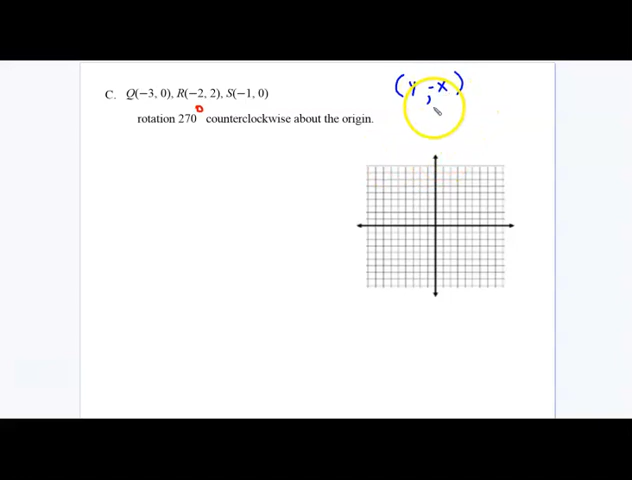 C. Q(−3, 0), R(−2, 2), S(−1, 0)
(y, -x)
rotation 270° counterclockwise about the origin.